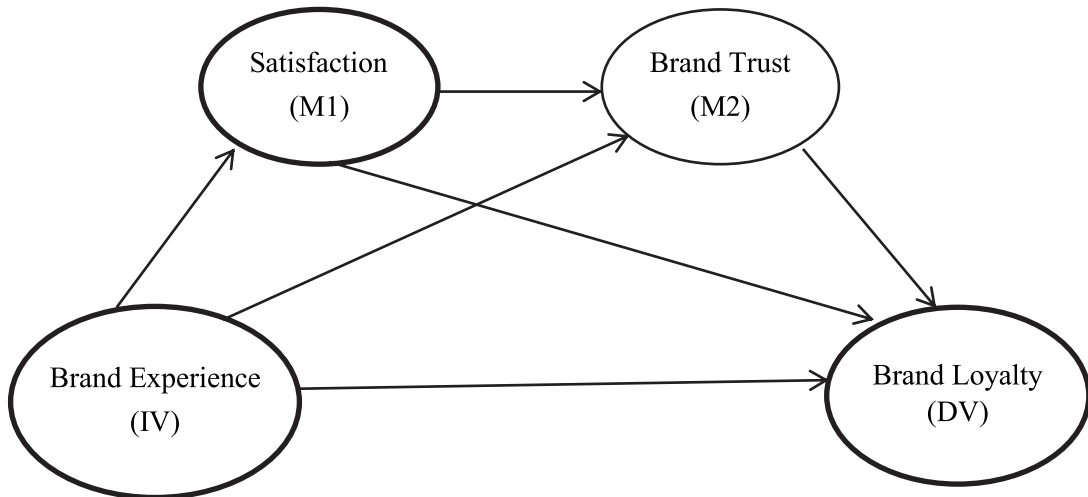 Satisfaction
(M1)
Brand Trust
(M2)
Brand Experience
(IV)
Brand Loyalty
(DV)